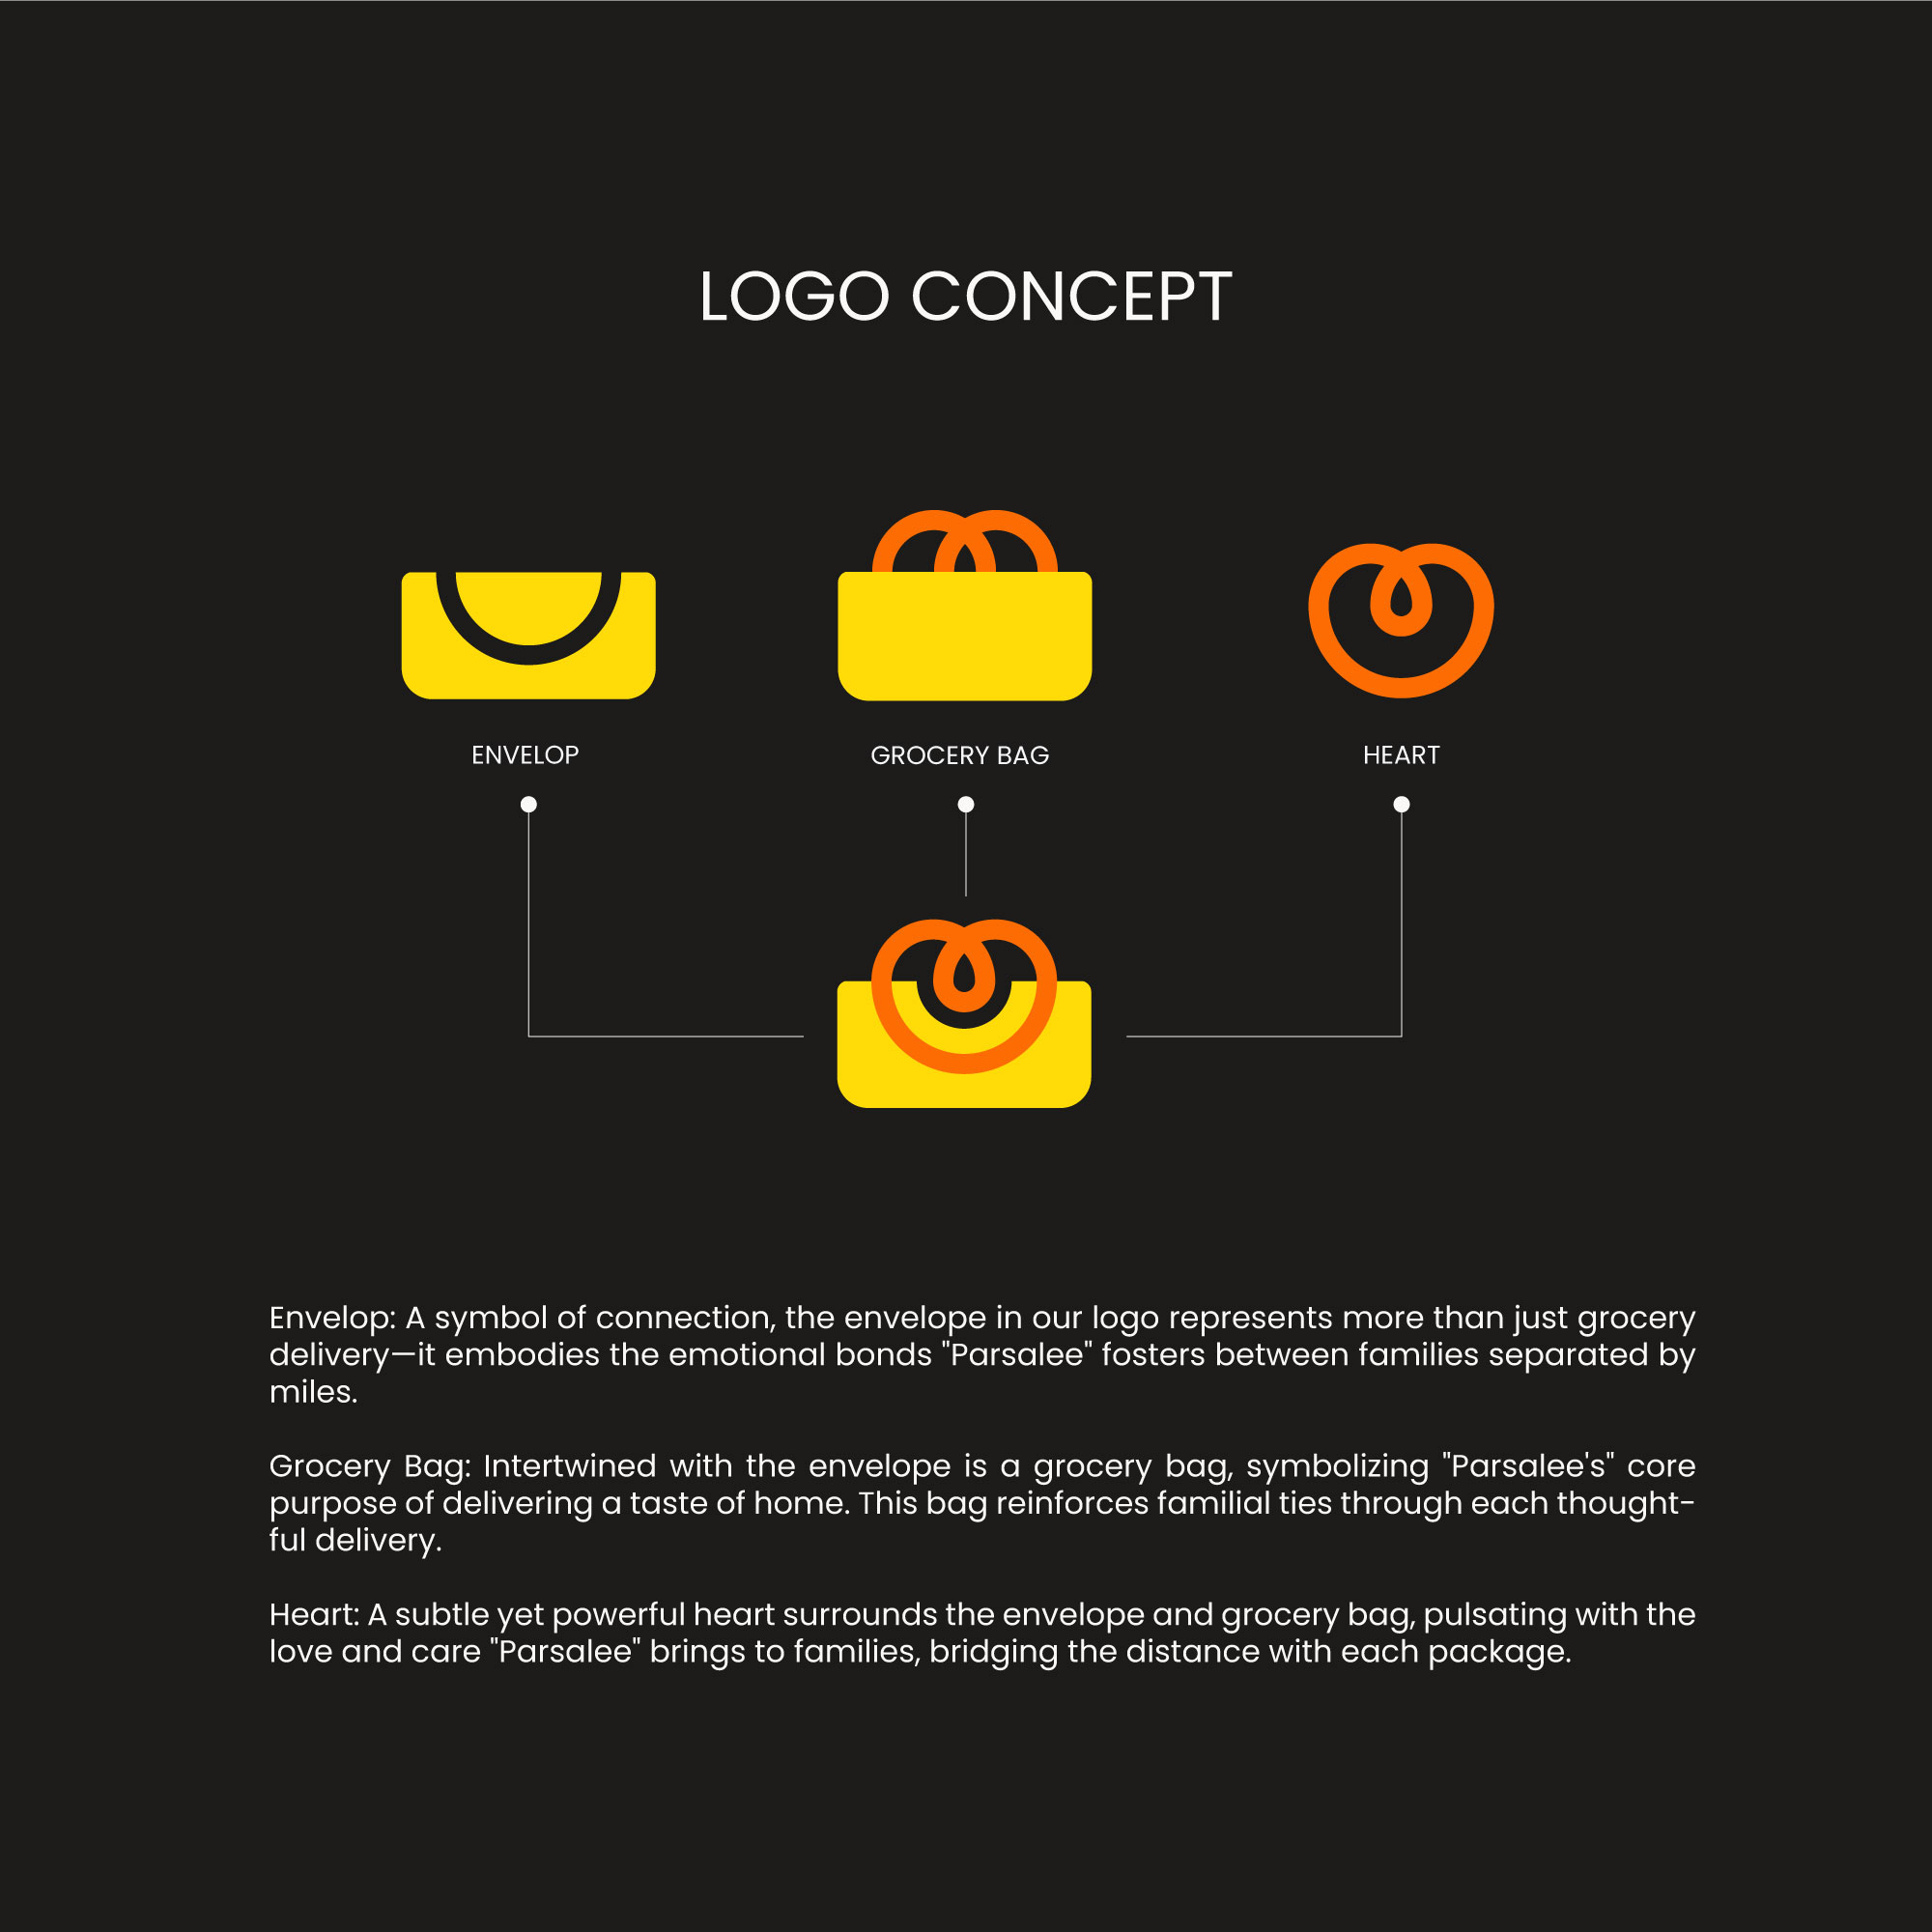 LOGO CONCEPT
ENVELOP
GROCERY BAG
HEART
Envelop: A symbol of connection, the envelope in our logo represents more than just grocery
delivery—it embodies the emotional bonds "Parsalee" fosters between families separated by
miles.
Grocery Bag: Intertwined with the envelope is a grocery bag, symbolizing "Parsalee's" core
purpose of delivering a taste of home. This bag reinforces familial ties through each thought-
ful delivery.
Heart: A subtle yet powerful heart surrounds the envelope and grocery bag, pulsating with the
love and care "Parsalee" brings to families, bridging the distance with each package.